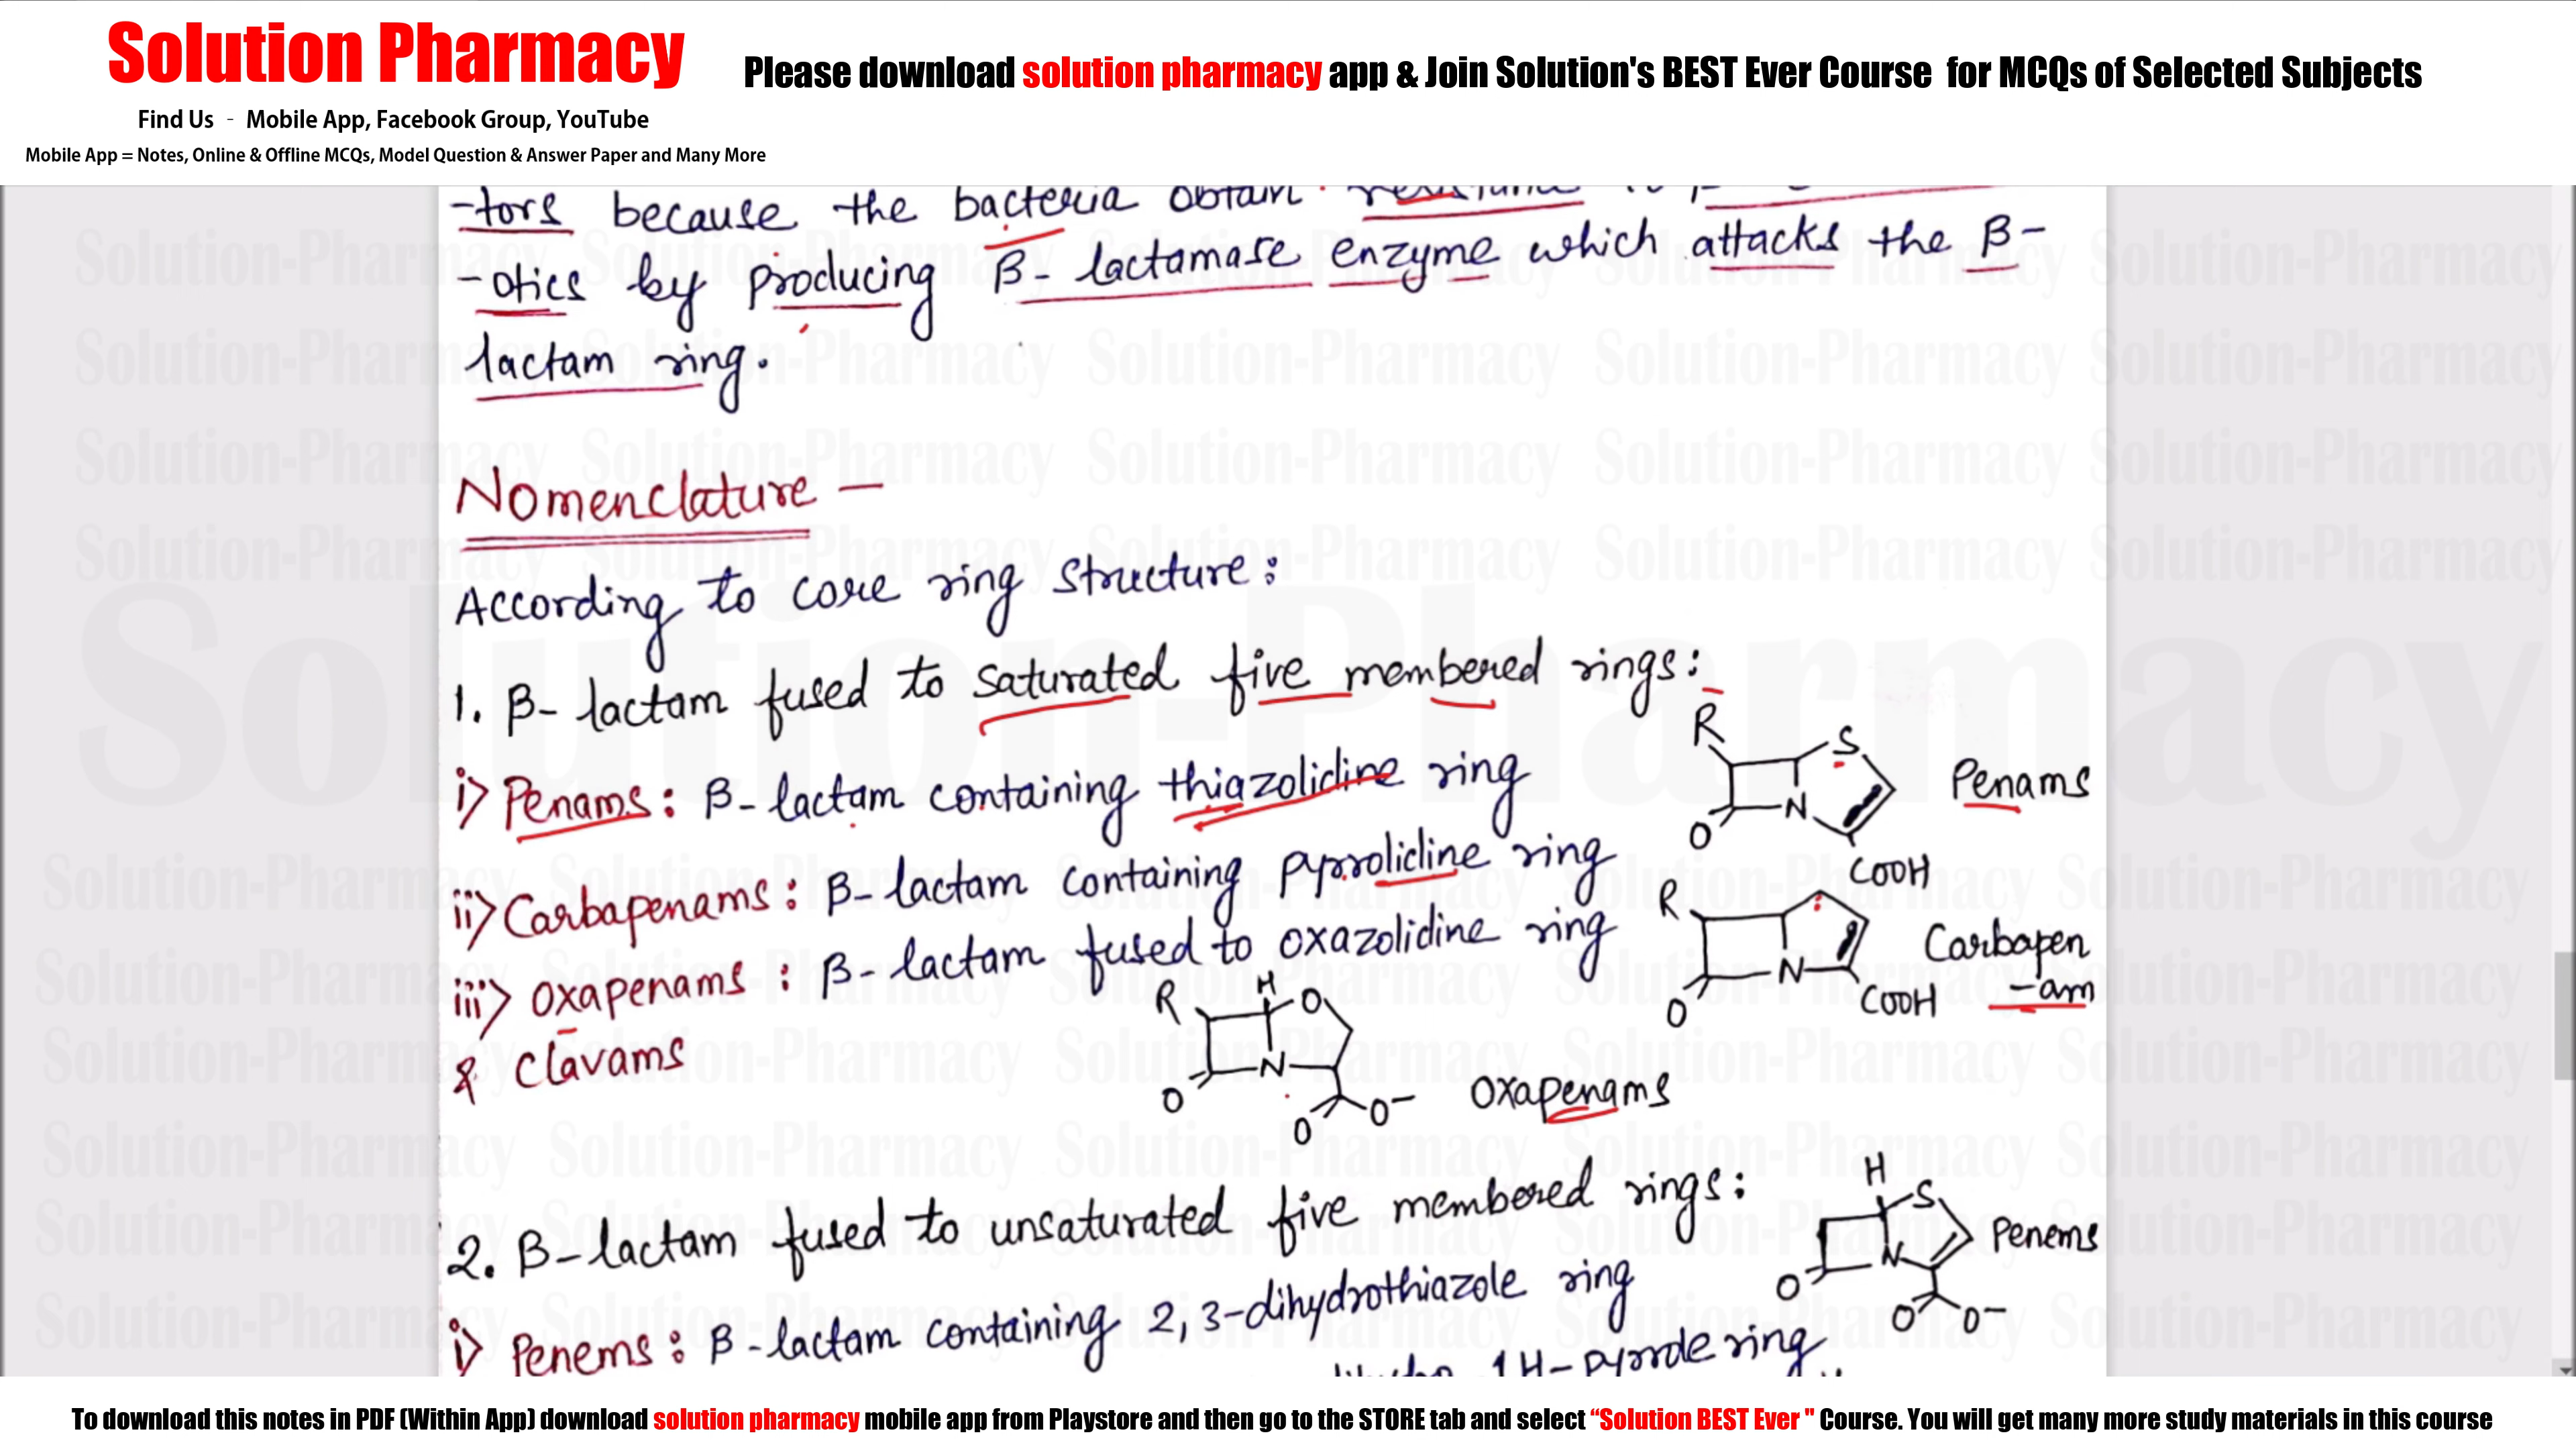 Solution Pharmacy
Please download solution pharmacy app & Join Solution's BEST Ever Course for MCQs of Selected Subjects
Find Us - Mobile App, Facebook Group, YouTube
Mobile App = Notes, Online & Offline MCQs, Model Question & Answer Paper and Many More
-tors because the bacteria obtain
-otics by producing β- lactamase enzyme which attacks the β-
lactam ring.
Nomenclature —
According to core ring structure:
1. β- lactam fused to saturated five membered rings:
i> Penams: β-lactam containing thiazolidine ring
R
S
N
O
COOH
Penams
ii> Carbapenams: β-lactam containing pyrrolidine ring
R
N
O
COOH
Carbapen
-am
iii> Oxapenams : β-lactam fused to oxazolidine ring
& Clavams
R
H
O
N
O
O
O-
Oxapenams
2. β-lactam fused to unsaturated five membered rings:
H
S
N
O
O
O-
Penems
i> Penems: β-lactam containing 2,3-dihydrothiazole ring
1H-pyrrole ring
To download this notes in PDF (Within App) download solution pharmacy mobile app from Playstore and then go to the STORE tab and select “Solution BEST Ever " Course. You will get many more study materials in this course
Solution-Pharmacy